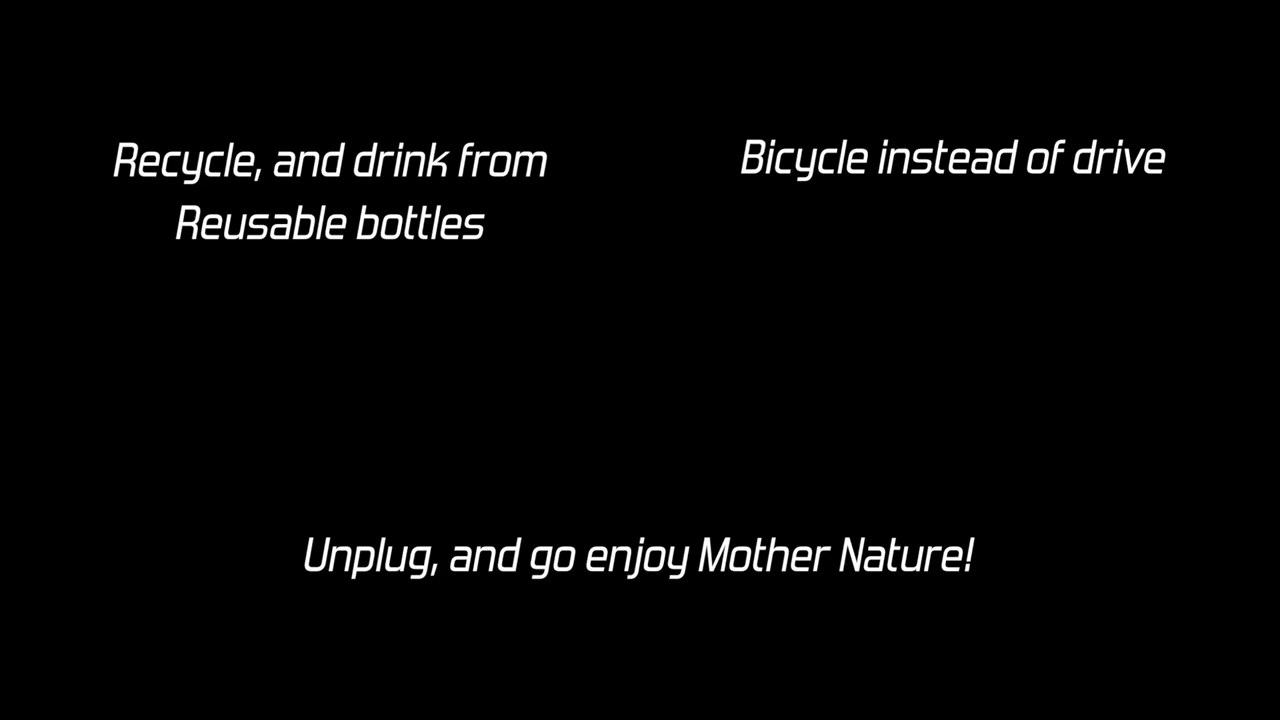 Recycle, and drink from
Reusable bottles
Bicycle instead of drive
Unplug, and go enjoy Mother Nature!